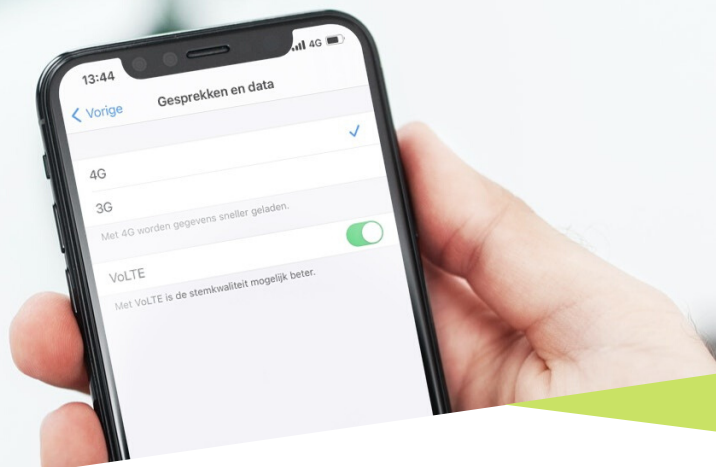 13:44
4G
Vorige
Gesprekken en data
4G
3G
Met 4G worden gegevens sneller geladen.
VoLTE
Met VoLTE is de stemkwaliteit mogelijk beter.